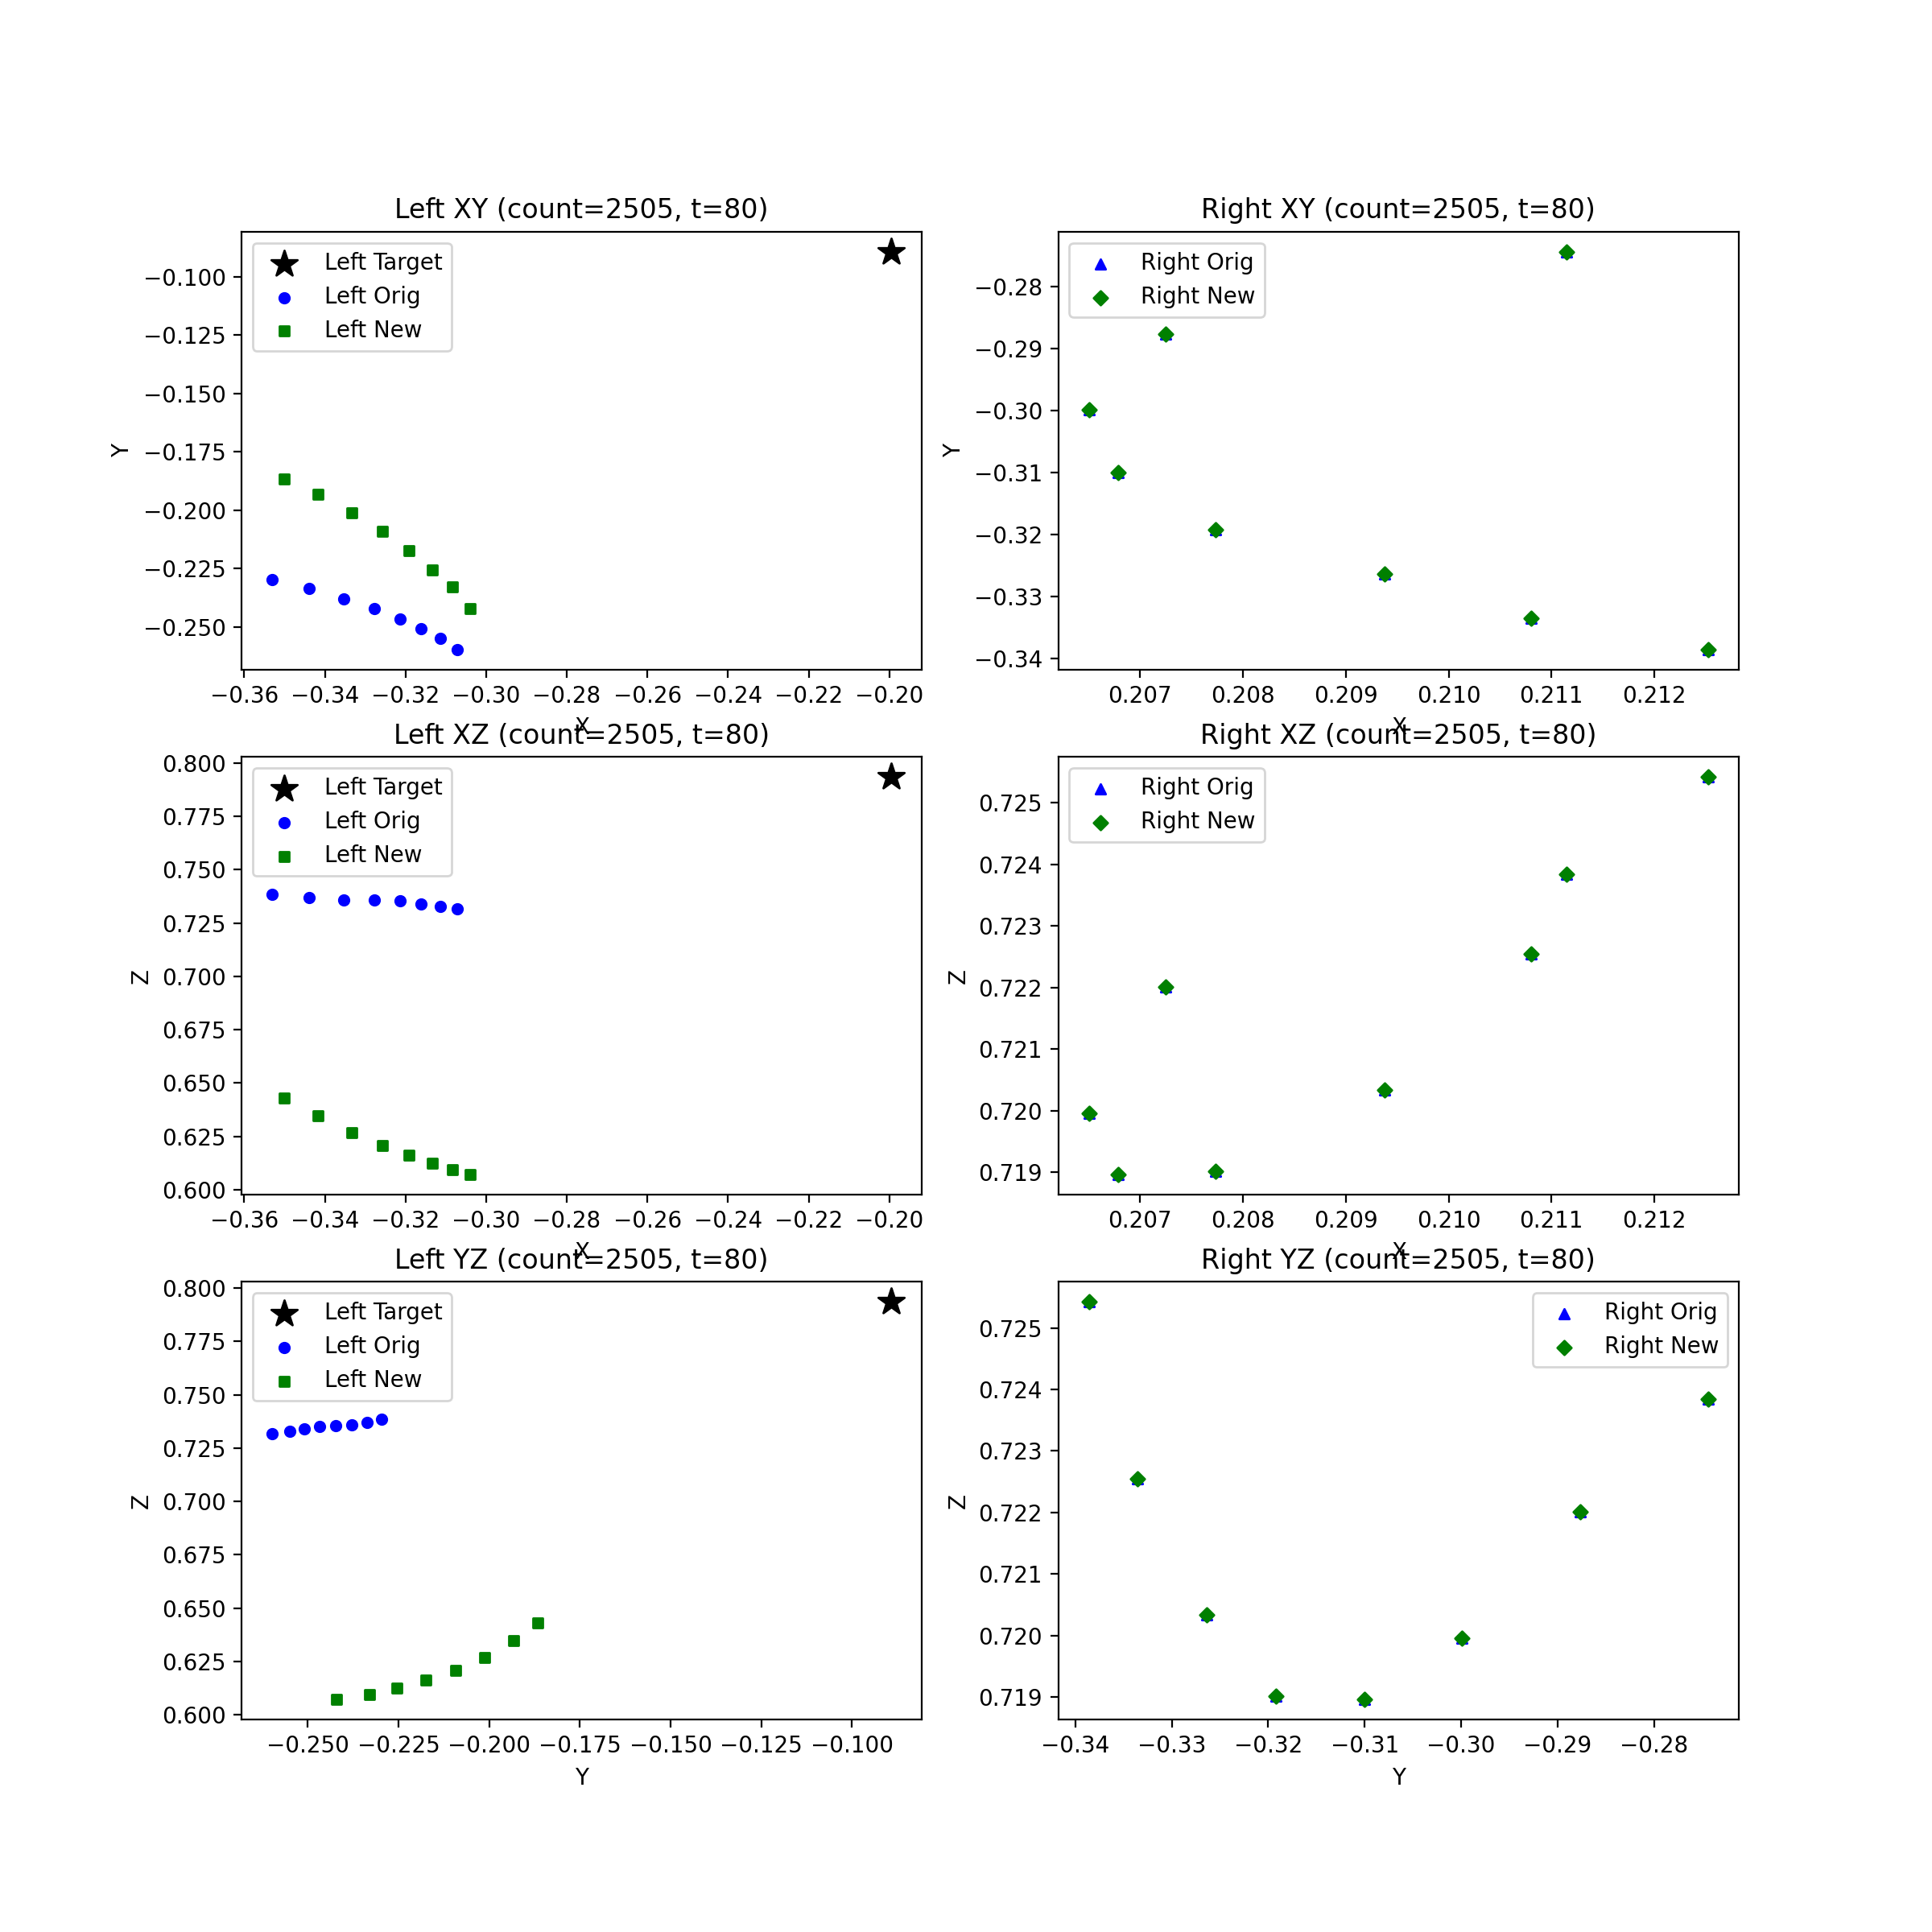 Left XY (count=2505, t=80)
Left Target
Left Orig
Left New
Y
−0.100
−0.125
−0.150
−0.175
−0.200
−0.225
−0.250
−0.36 −0.34 −0.32 −0.30 −0.28 −0.26 −0.24 −0.22 −0.20
X
Right XY (count=2505, t=80)
Right Orig
Right New
Y
−0.28
−0.29
−0.30
−0.31
−0.32
−0.33
−0.34
0.207 0.208 0.209 0.210 0.211 0.212
X
Left XZ (count=2505, t=80)
Left Target
Left Orig
Left New
Z
0.800
0.775
0.750
0.725
0.700
0.675
0.650
0.625
0.600
−0.36 −0.34 −0.32 −0.30 −0.28 −0.26 −0.24 −0.22 −0.20
X
Right XZ (count=2505, t=80)
Right Orig
Right New
Z
0.725
0.724
0.723
0.722
0.721
0.720
0.719
0.207 0.208 0.209 0.210 0.211 0.212
X
Left YZ (count=2505, t=80)
Left Target
Left Orig
Left New
Z
0.800
0.775
0.750
0.725
0.700
0.675
0.650
0.625
0.600
−0.250 −0.225 −0.200 −0.175 −0.150 −0.125 −0.100
Y
Right YZ (count=2505, t=80)
Right Orig
Right New
Z
0.725
0.724
0.723
0.722
0.721
0.720
0.719
−0.34 −0.33 −0.32 −0.31 −0.30 −0.29 −0.28
Y